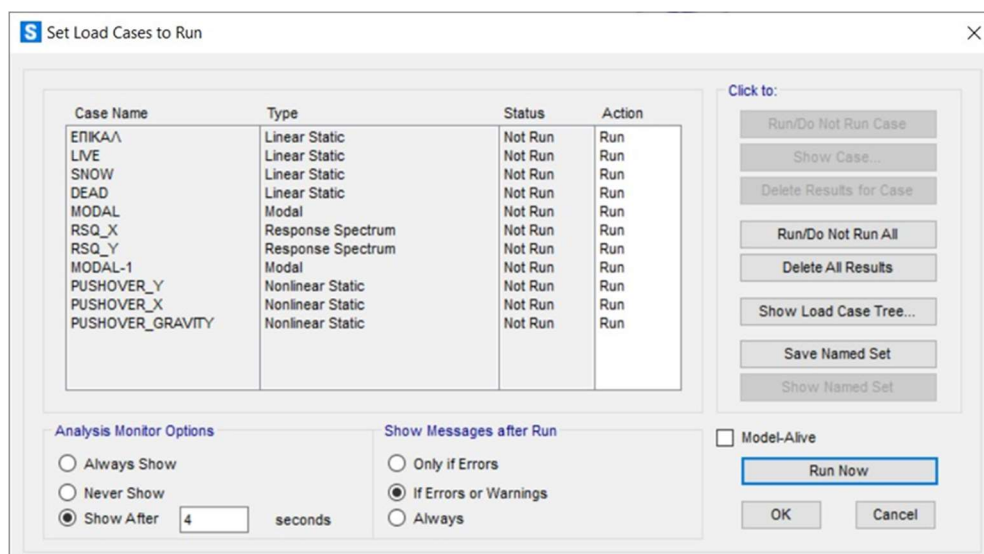 S Set Load Cases to Run
Click to:
Case Name Type Status Action
ΕΠΙΚΑΛ Linear Static Not Run Run
LIVE Linear Static Not Run Run
SNOW Linear Static Not Run Run
DEAD Linear Static Not Run Run
MODAL Modal Not Run Run
RSQ_X Response Spectrum Not Run Run
RSQ_Y Response Spectrum Not Run Run
MODAL-1 Modal Not Run Run
PUSHOVER_Y Nonlinear Static Not Run Run
PUSHOVER_X Nonlinear Static Not Run Run
PUSHOVER_GRAVITY Nonlinear Static Not Run Run
Run/Do Not Run Case
Show Case...
Delete Results for Case
Run/Do Not Run All
Delete All Results
Show Load Case Tree...
Save Named Set
Show Named Set
Analysis Monitor Options
Always Show
Never Show
Show After 4 seconds
Show Messages after Run
Only if Errors
If Errors or Warnings
Always
Model-Alive
Run Now
OK Cancel